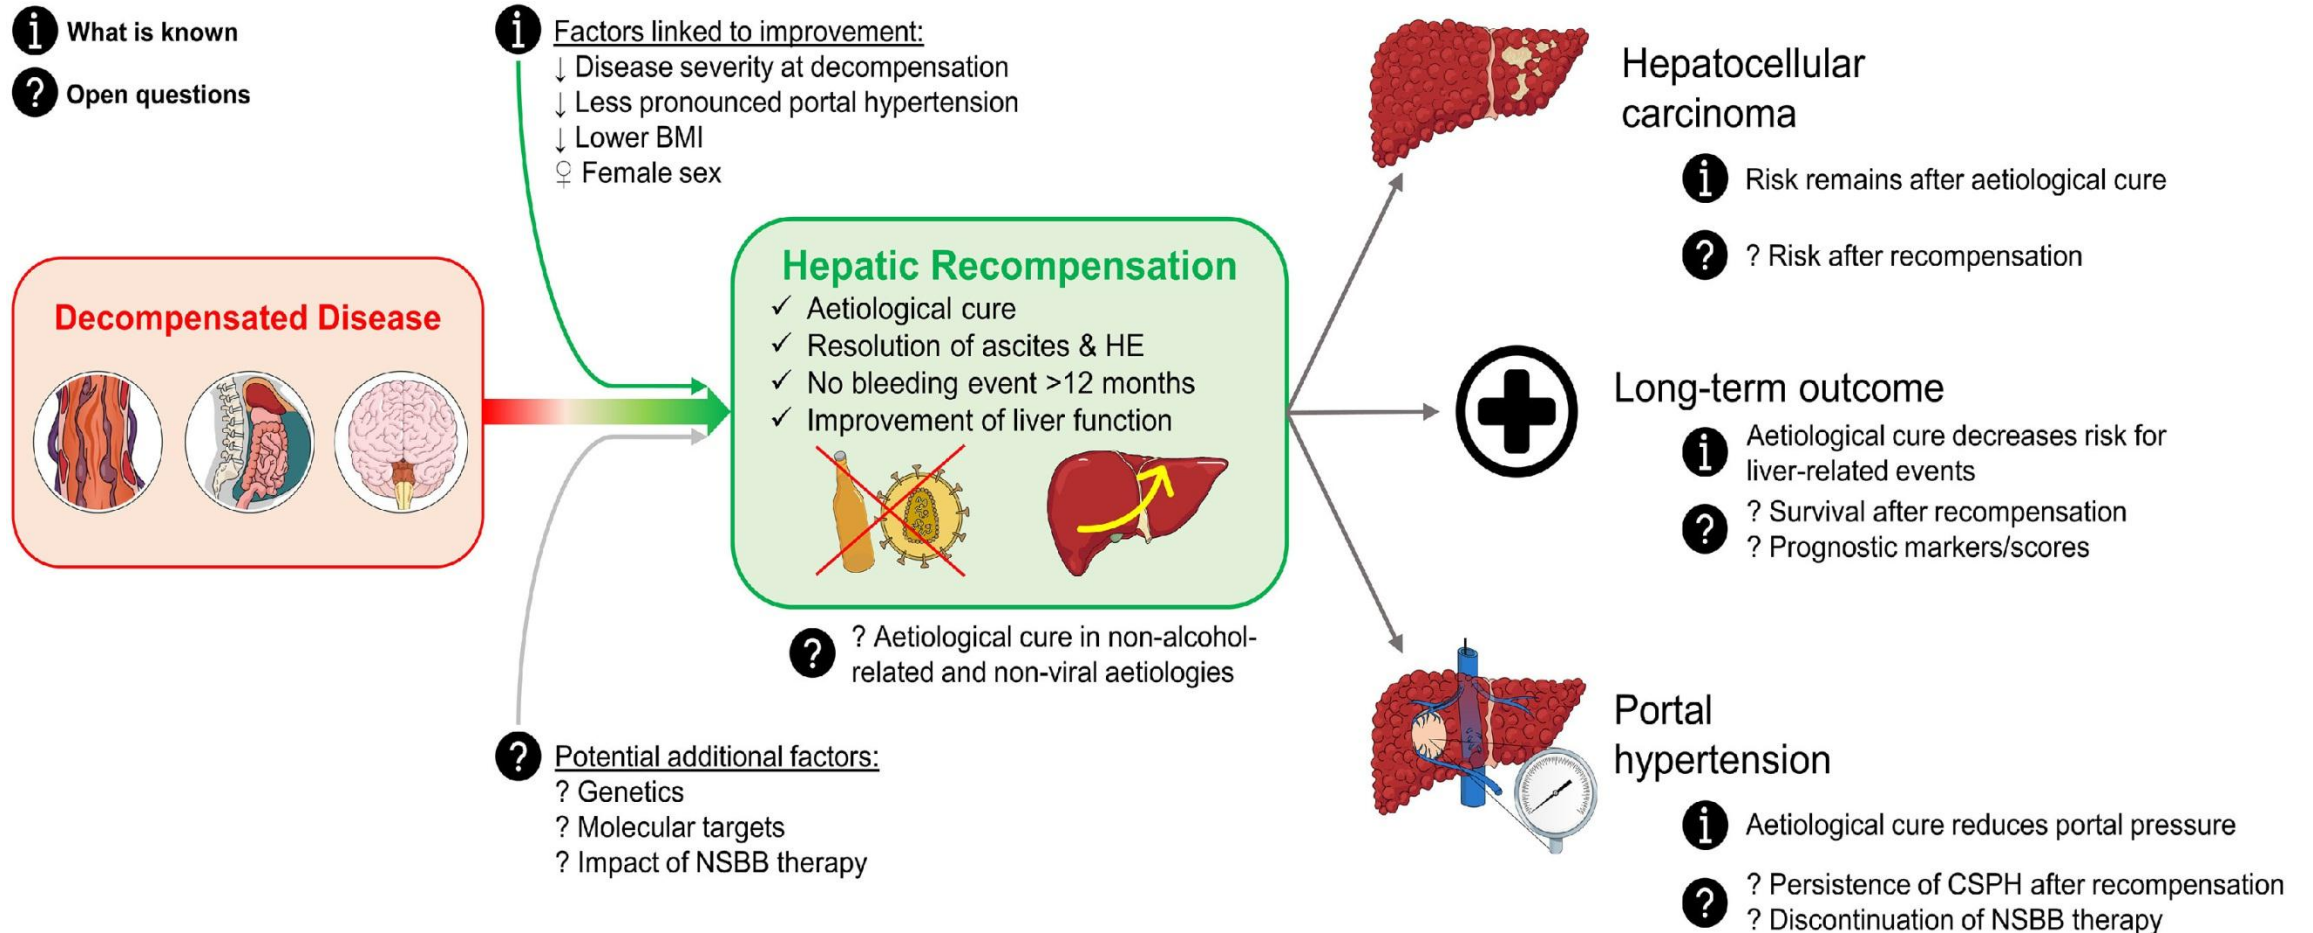 What is known
Open questions
Factors linked to improvement:
↓ Disease severity at decompensation
↓ Less pronounced portal hypertension
↓ Lower BMI
♀ Female sex
Decompensated Disease
Hepatic Recompensation
✓ Aetiological cure
✓ Resolution of ascites & HE
✓ No bleeding event >12 months
✓ Improvement of liver function
? Aetiological cure in non-alcohol-
related and non-viral aetiologies
Potential additional factors:
? Genetics
? Molecular targets
? Impact of NSBB therapy
Hepatocellular
carcinoma
Risk remains after aetiological cure
? Risk after recompensation
Long-term outcome
Aetiological cure decreases risk for
liver-related events
? Survival after recompensation
? Prognostic markers/scores
Portal
hypertension
Aetiological cure reduces portal pressure
? Persistence of CSPH after recompensation
? Discontinuation of NSBB therapy